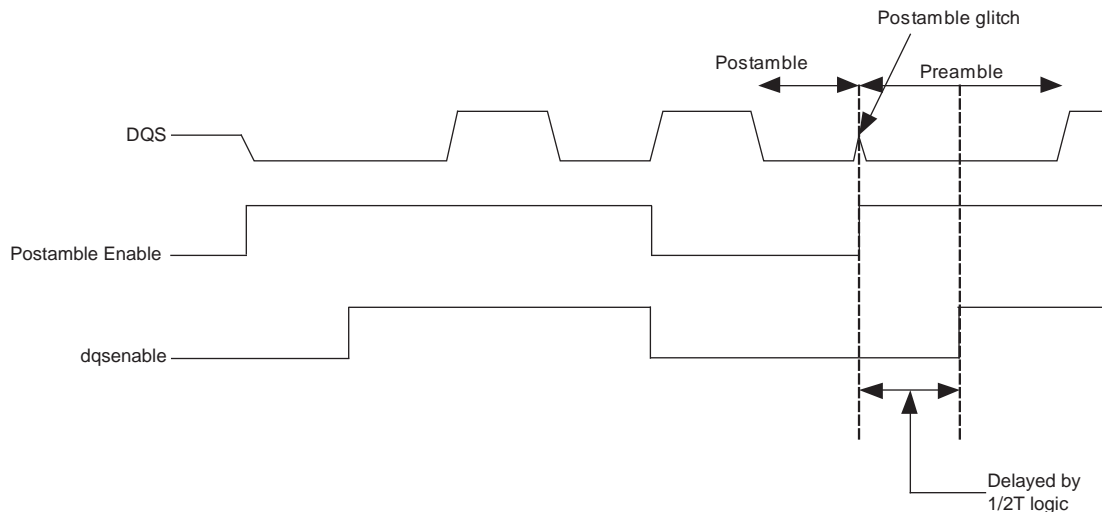 Postamble glitch
Postamble
Preamble
DQS
Postamble Enable
dqsenable
Delayed by
1/2T logic